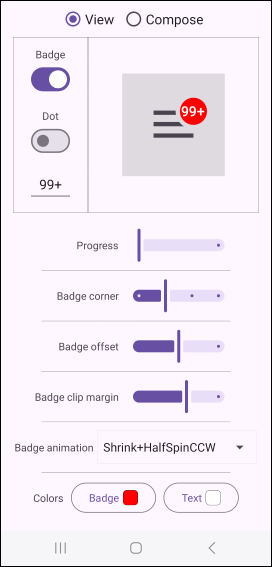 View Compose
Badge
99+
Dot
99+
Progress
Badge corner
Badge offset
Badge clip margin
Badge animation Shrink+HalfSpinCCW
Colors Badge Text